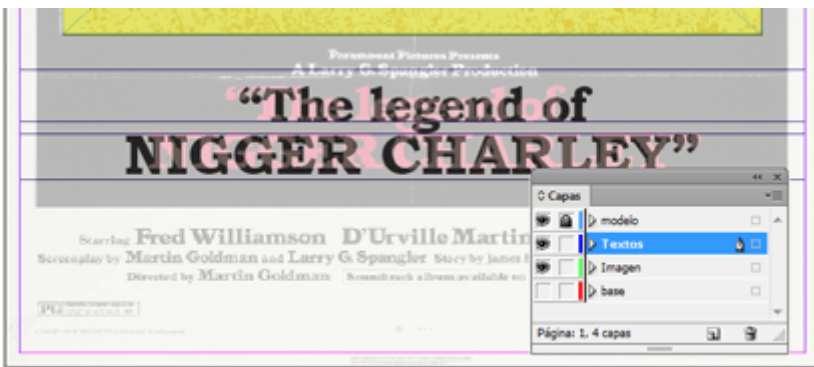 Paramount Pictures Presents
A Larry G. Spangler Production
“The legend of
NIGGER CHARLEY”
Starring Fred Williamson D'Urville Martin
Screenplay by Martin Goldman and Larry G. Spangler Story by James
Directed by Martin Goldman Soundtrack album available on
PG
Capas
modelo
Textos
Imagen
base
Página: 1, 4 capas